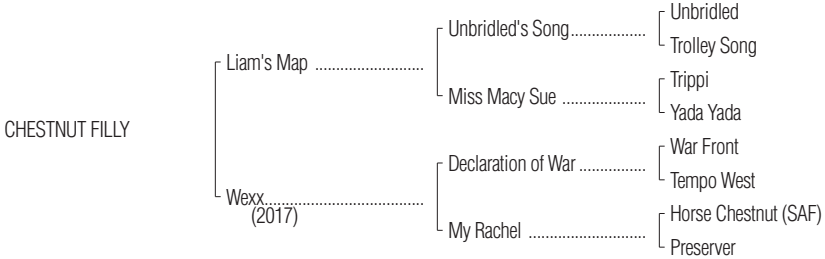 Unbridled
Unbridled's Song..................
Trolley Song
Liam's Map ..........................
Trippi
Miss Macy Sue ....................
Yada Yada
CHESTNUT FILLY
War Front
Declaration of War ................
Tempo West
Wexx......................................
(2017)
Horse Chestnut (SAF)
My Rachel ............................
Preserver